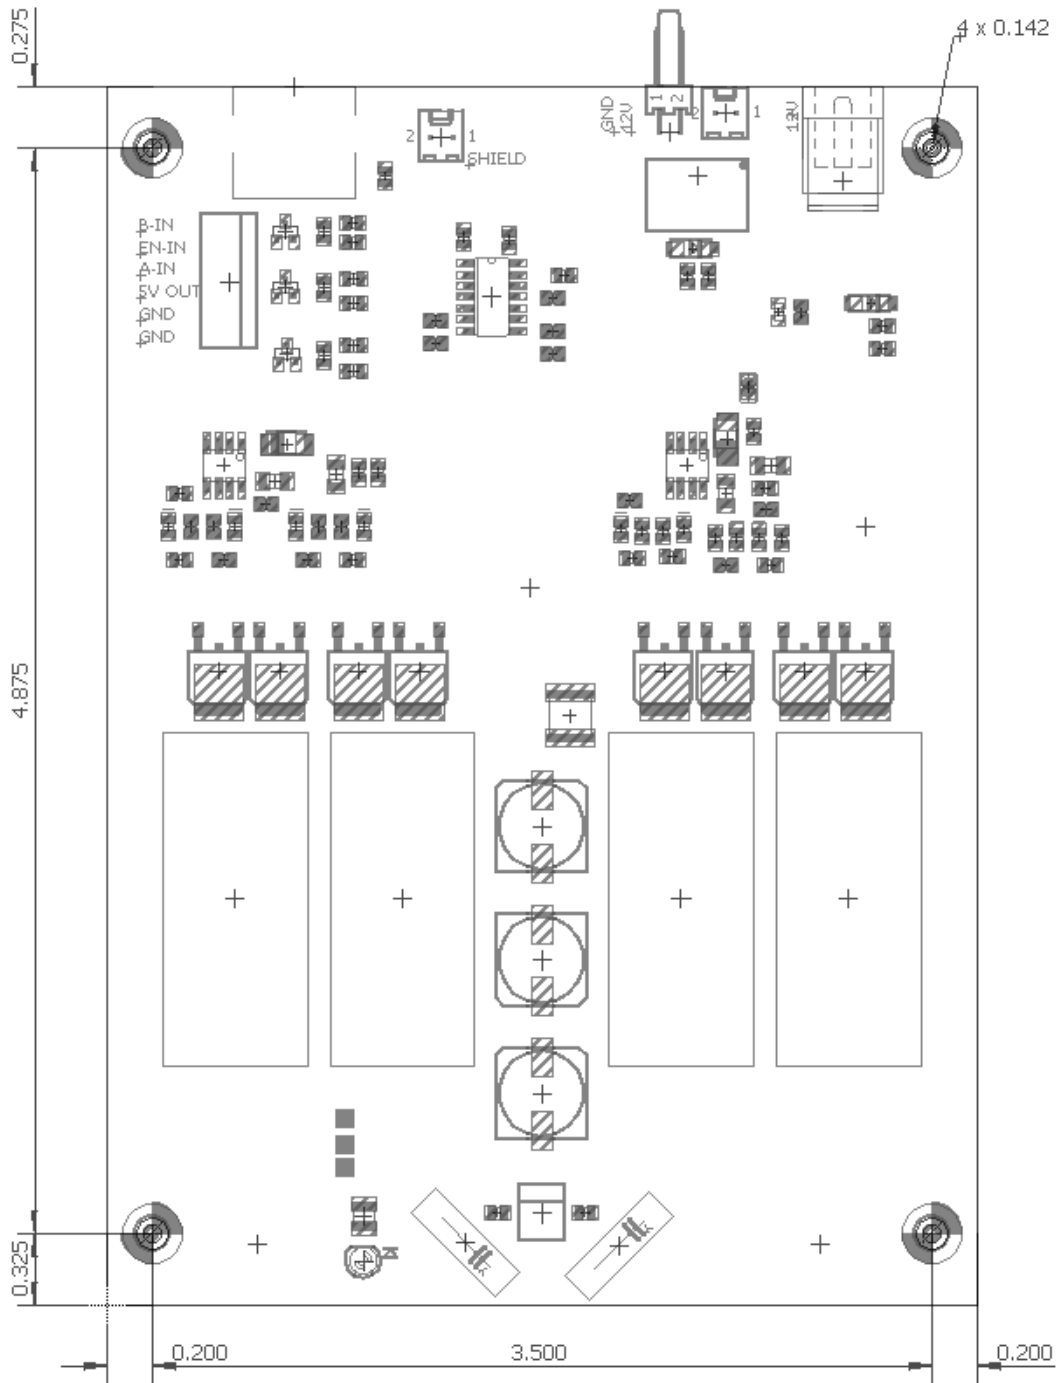 0.275
4 x 0.142
GND
12V
1
2
2
1
12V
2
1
SHIELD
B-IN
EN-IN
A-IN
5V OUT
GND
GND
4.875
0.325
0.200
3.500
0.200